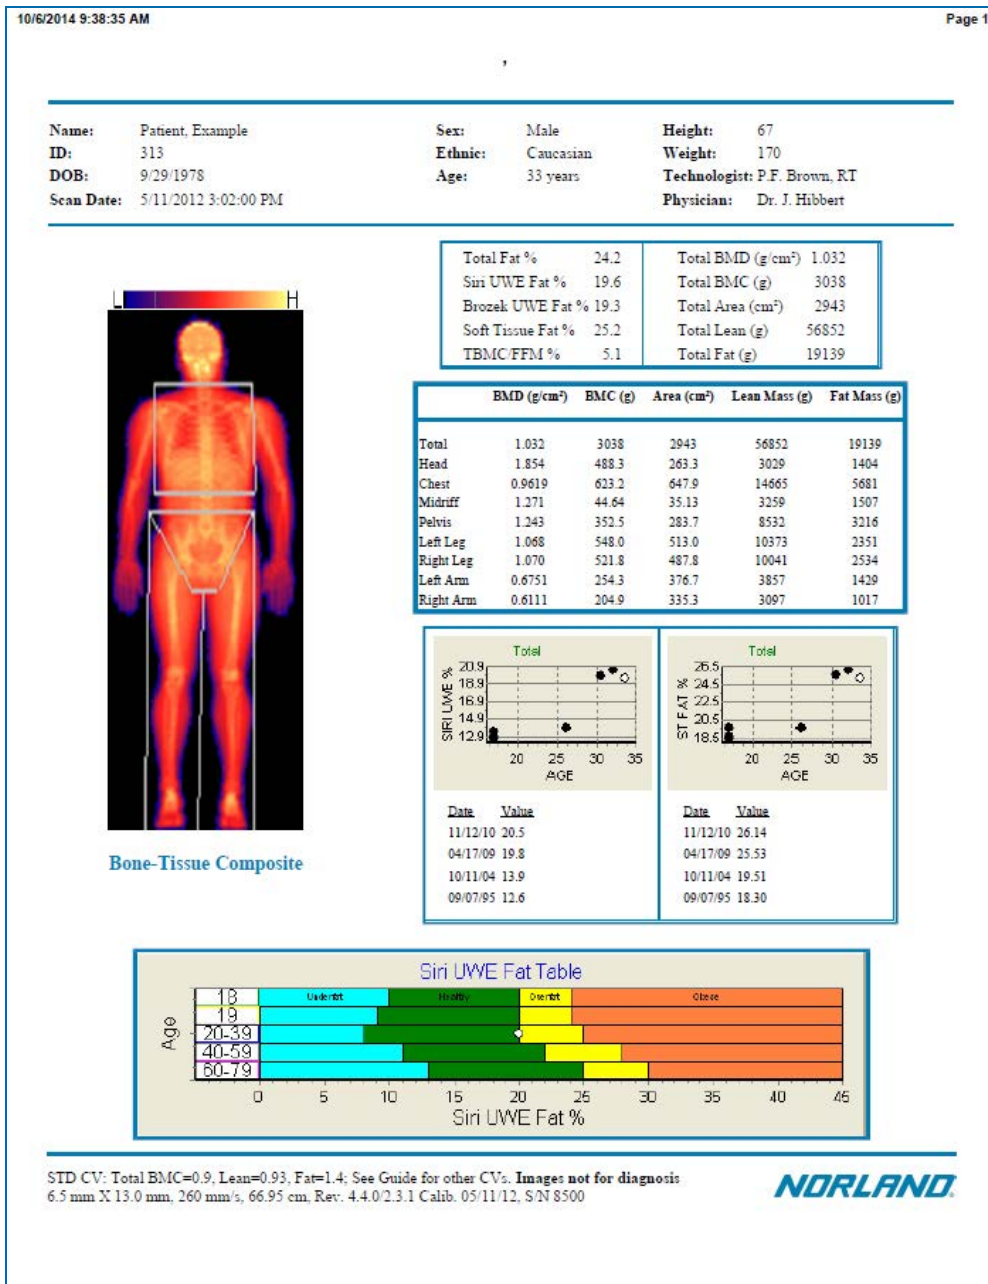 10/6/2014 9:38:35 AM Page 1
,
Name: Patient, Example Sex: Male Height: 67
ID: 313 Ethnic: Caucasian Weight: 170
DOB: 9/29/1978 Age: 33 years Technologist: P.F. Brown, RT
Scan Date: 5/11/2012 3:02:00 PM Physician: Dr. J. Hibbert
L H
Bone-Tissue Composite
Total Fat % 24.2 Total BMD (g/cm²) 1.032
Siri UWE Fat % 19.6 Total BMC (g) 3038
Brozek UWE Fat % 19.3 Total Area (cm²) 2943
Soft Tissue Fat % 25.2 Total Lean (g) 56852
TBMC/FFM % 5.1 Total Fat (g) 19139
BMD (g/cm²) BMC (g) Area (cm²) Lean Mass (g) Fat Mass (g)
Total 1.032 3038 2943 56852 19139
Head 1.854 488.3 263.3 3029 1404
Chest 0.9619 623.2 647.9 14665 5681
Midriff 1.271 44.64 35.13 3259 1507
Pelvis 1.243 352.5 283.7 8532 3216
Left Leg 1.068 548.0 513.0 10373 2351
Right Leg 1.070 521.8 487.8 10041 2534
Left Arm 0.6751 254.3 376.7 3857 1429
Right Arm 0.6111 204.9 335.3 3097 1017
Total
SIRI UWE %
20.9
18.9
16.9
14.9
12.9
20 25 30 35
AGE
Date Value
11/12/10 20.5
04/17/09 19.8
10/11/04 13.9
09/07/95 12.6
Total
ST FAT %
26.5
24.5
22.5
20.5
18.5
20 25 30 35
AGE
Date Value
11/12/10 26.14
04/17/09 25.53
10/11/04 19.51
09/07/95 18.30
Siri UWE Fat Table
Age
18 Underfat Healthy Overfat Obese
19
20-39
40-59
60-79
0 5 10 15 20 25 30 35 40 45
Siri UWE Fat %
STD CV: Total BMC=0.9, Lean=0.93, Fat=1.4; See Guide for other CVs. Images not for diagnosis
6.5 mm X 13.0 mm, 260 mm/s, 66.95 cm, Rev. 4.4.0/2.3.1 Calib. 05/11/12, S/N 8500
NORLAND